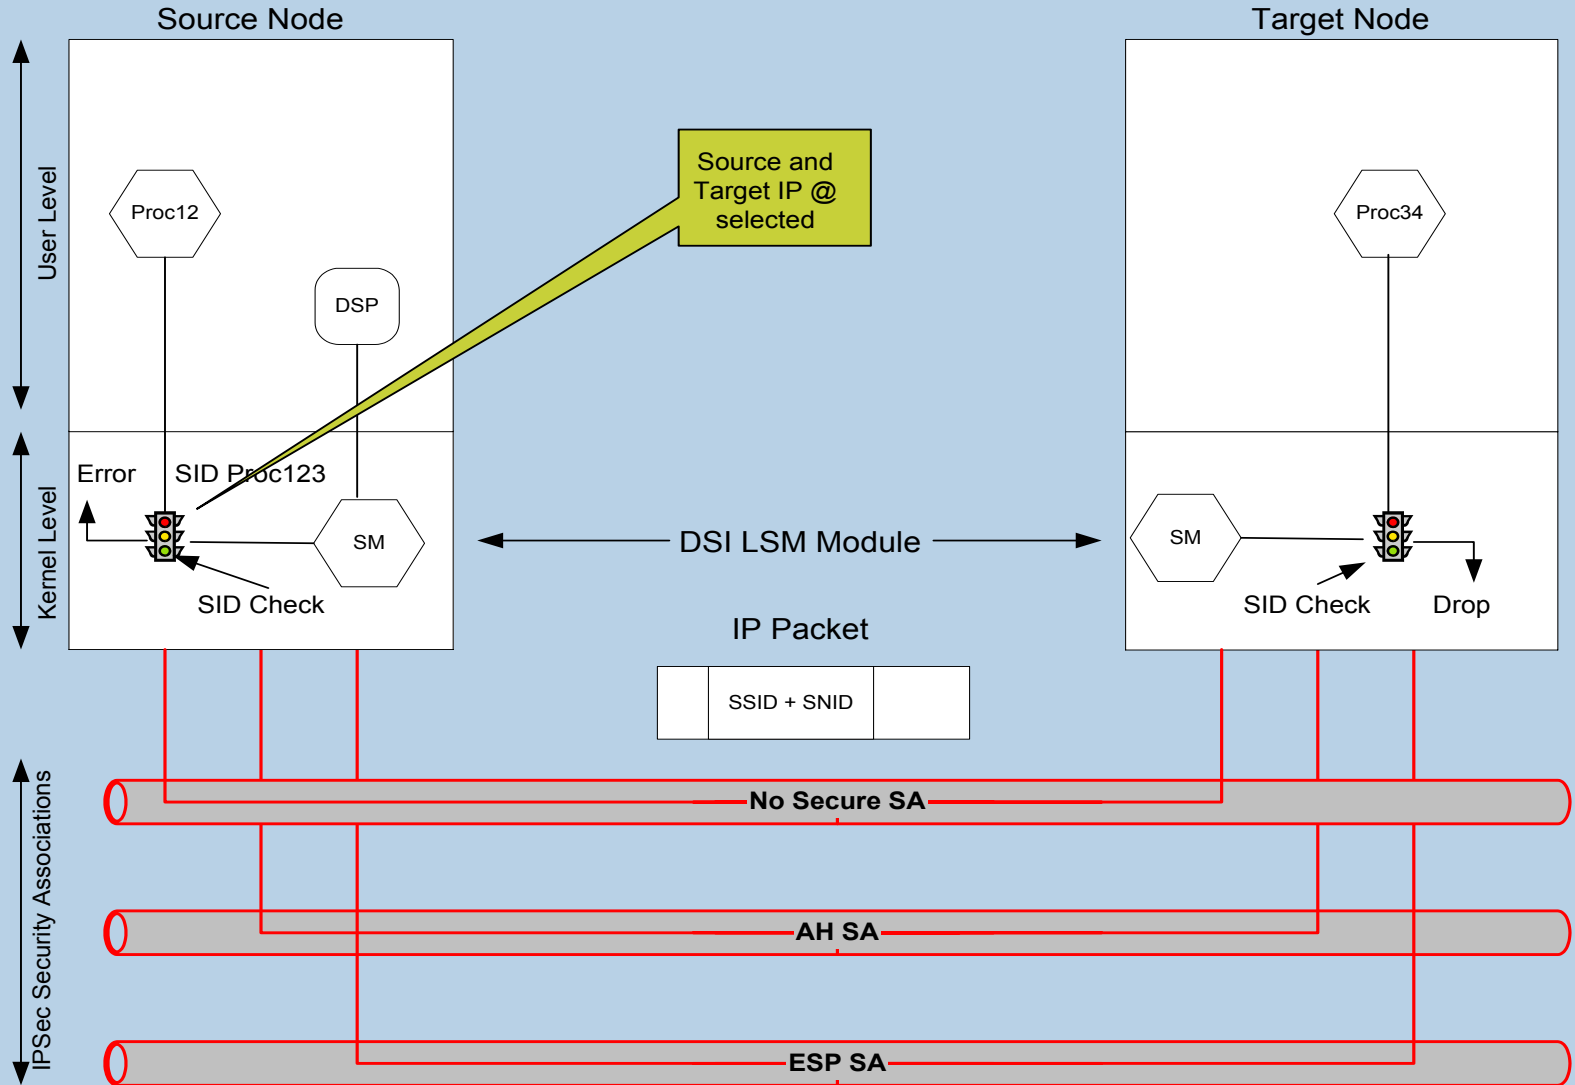 Source Node
Target Node
User Level
Proc12
DSP
Source and
Target IP @
selected
Proc34
Kernel Level
Error
SID Proc123
SM
SID Check
DSI LSM Module
SM
SID Check
Drop
IP Packet
SSID + SNID
IPSec Security Associations
No Secure SA
AH SA
ESP SA